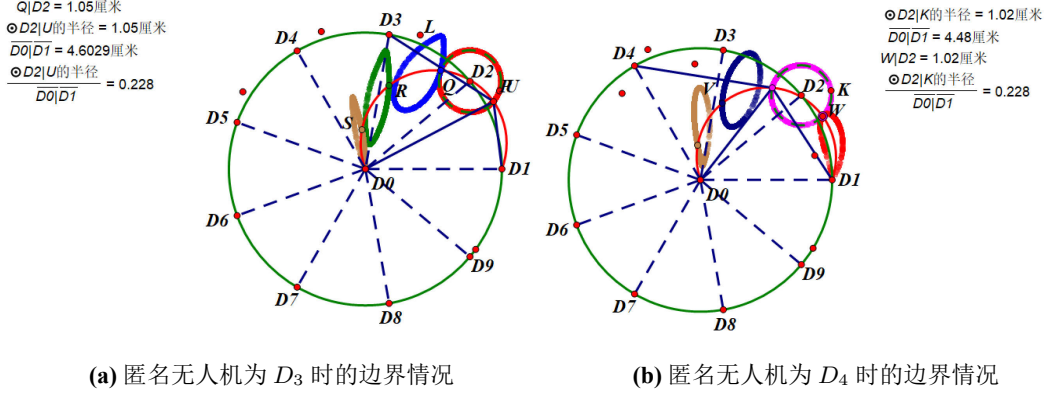 Q|D2 = 1.05厘米
⊙D2|U的半径 = 1.05厘米
D0|D1 = 4.6029厘米
⊙D2|U的半径
D0|D1
= 0.228
D3
L
D4
D2
Q
U
R
D5
S
D0
D1
D6
D9
D7
D8
⊙D2|K的半径 = 1.02厘米
D0|D1 = 4.48厘米
W|D2 = 1.02厘米
⊙D2|K的半径
D0|D1
= 0.228
D3
D4
V
D2
K
W
D5
D0
D1
D6
D9
D7
D8
(a) 匿名无人机为 D₃ 时的边界情况
(b) 匿名无人机为 D₄ 时的边界情况